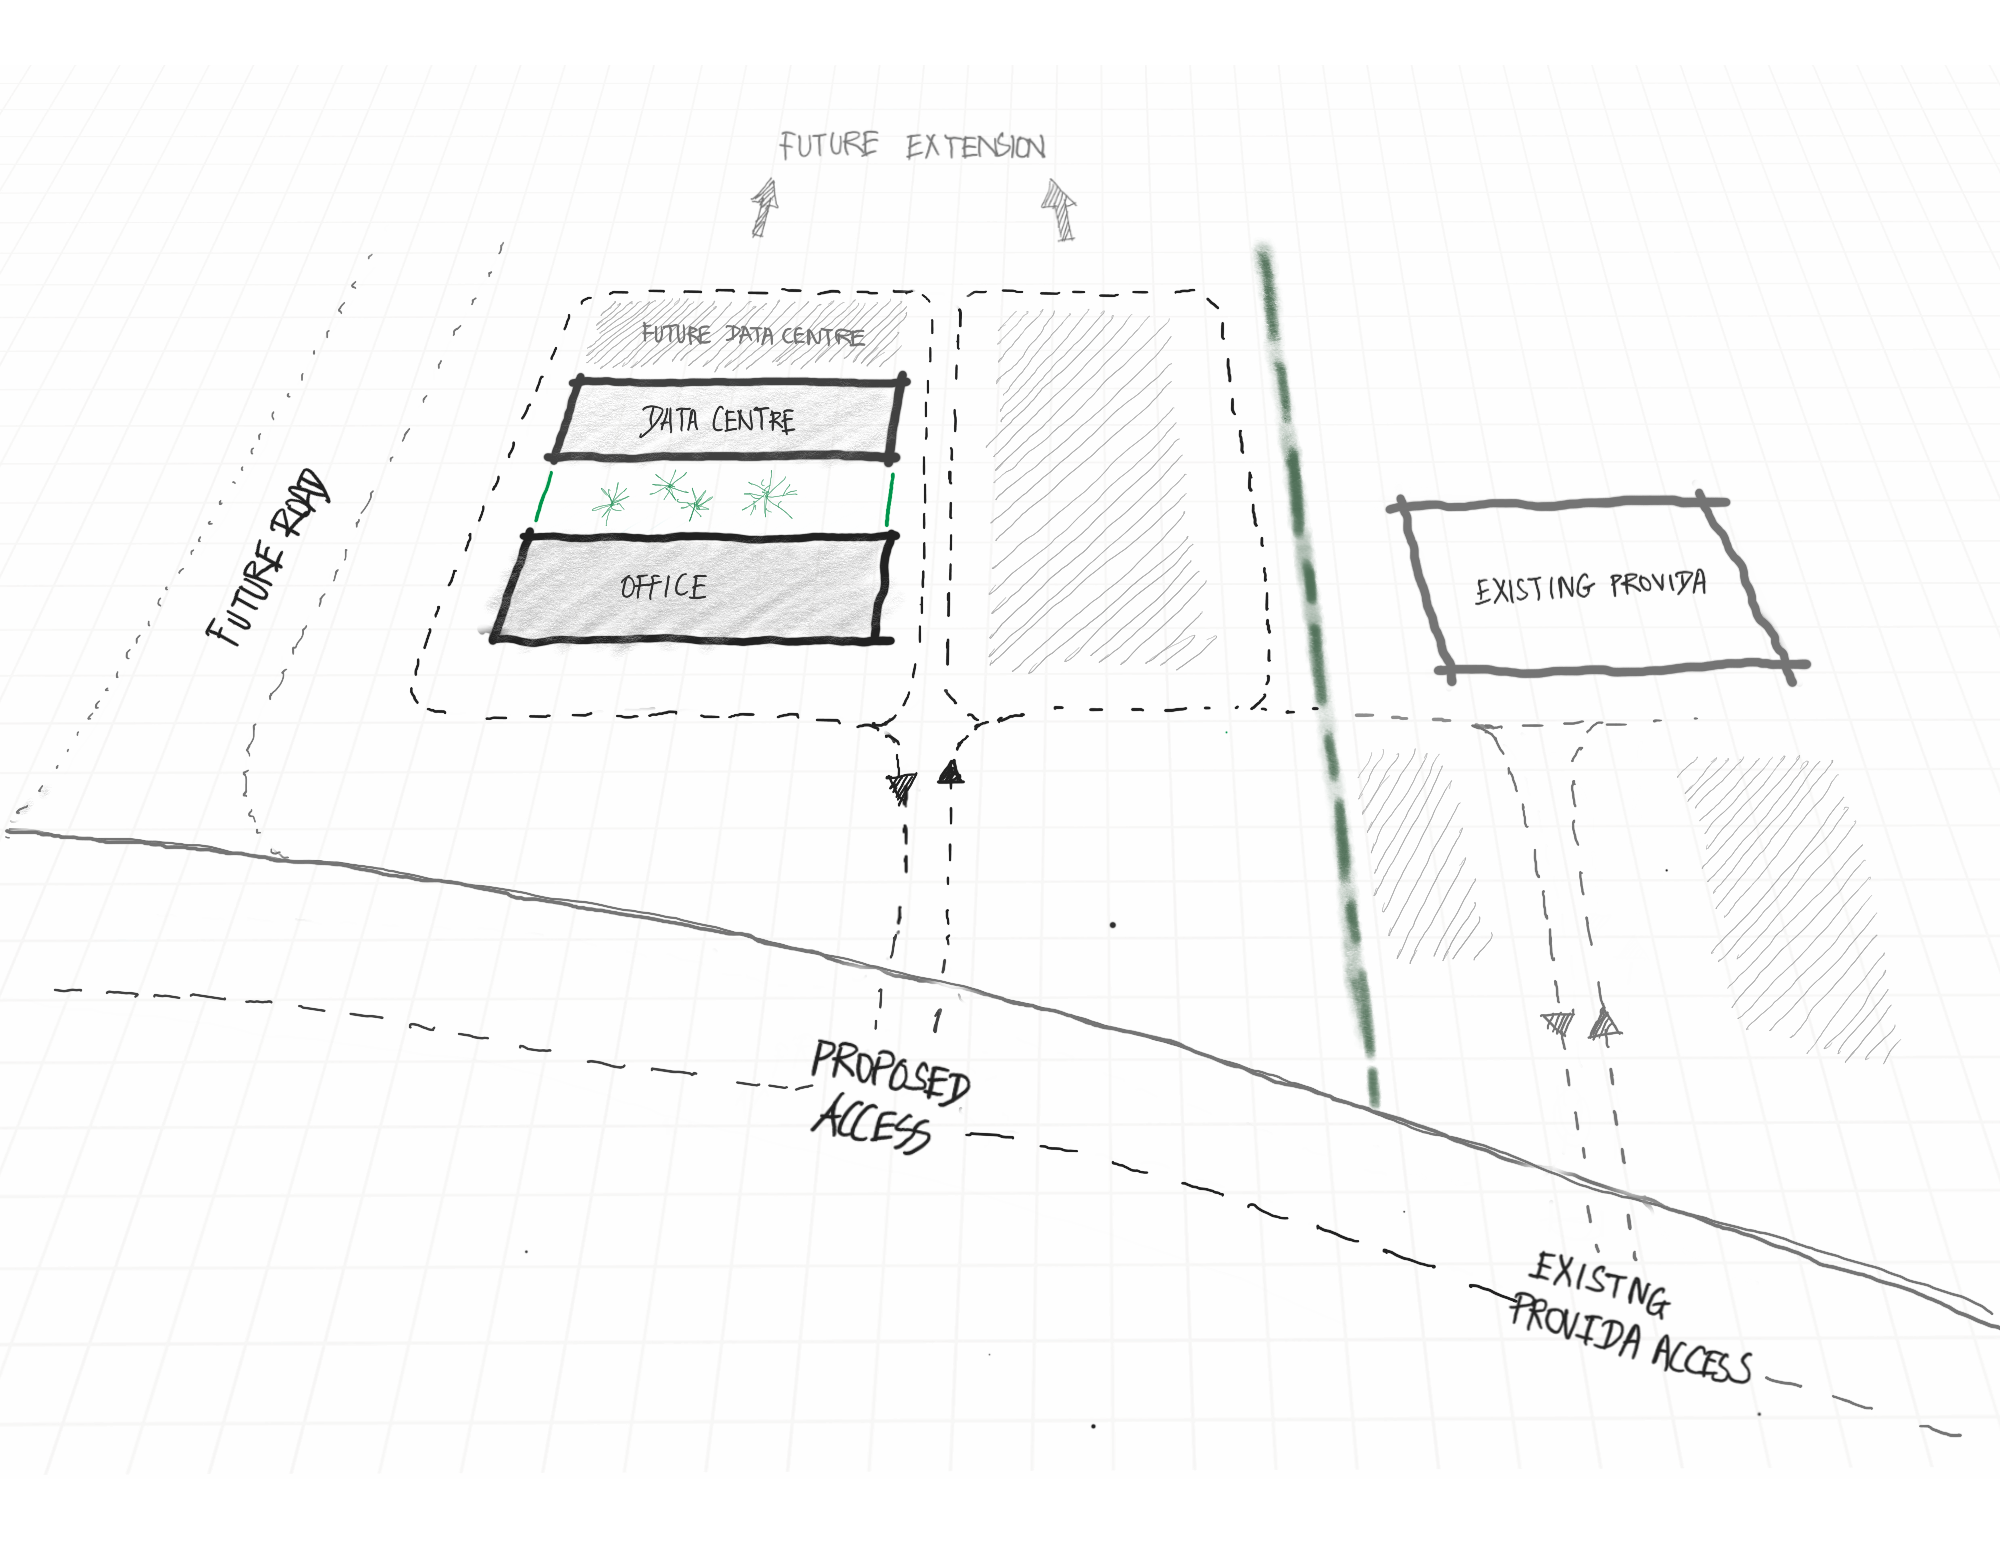 FUTURE EXTENSION
FUTURE DATA CENTRE
DATA CENTRE
OFFICE
FUTURE ROAD
EXISTING PROVIDA
PROPOSED
ACCESS
EXISTNG
PROVIDA ACCESS